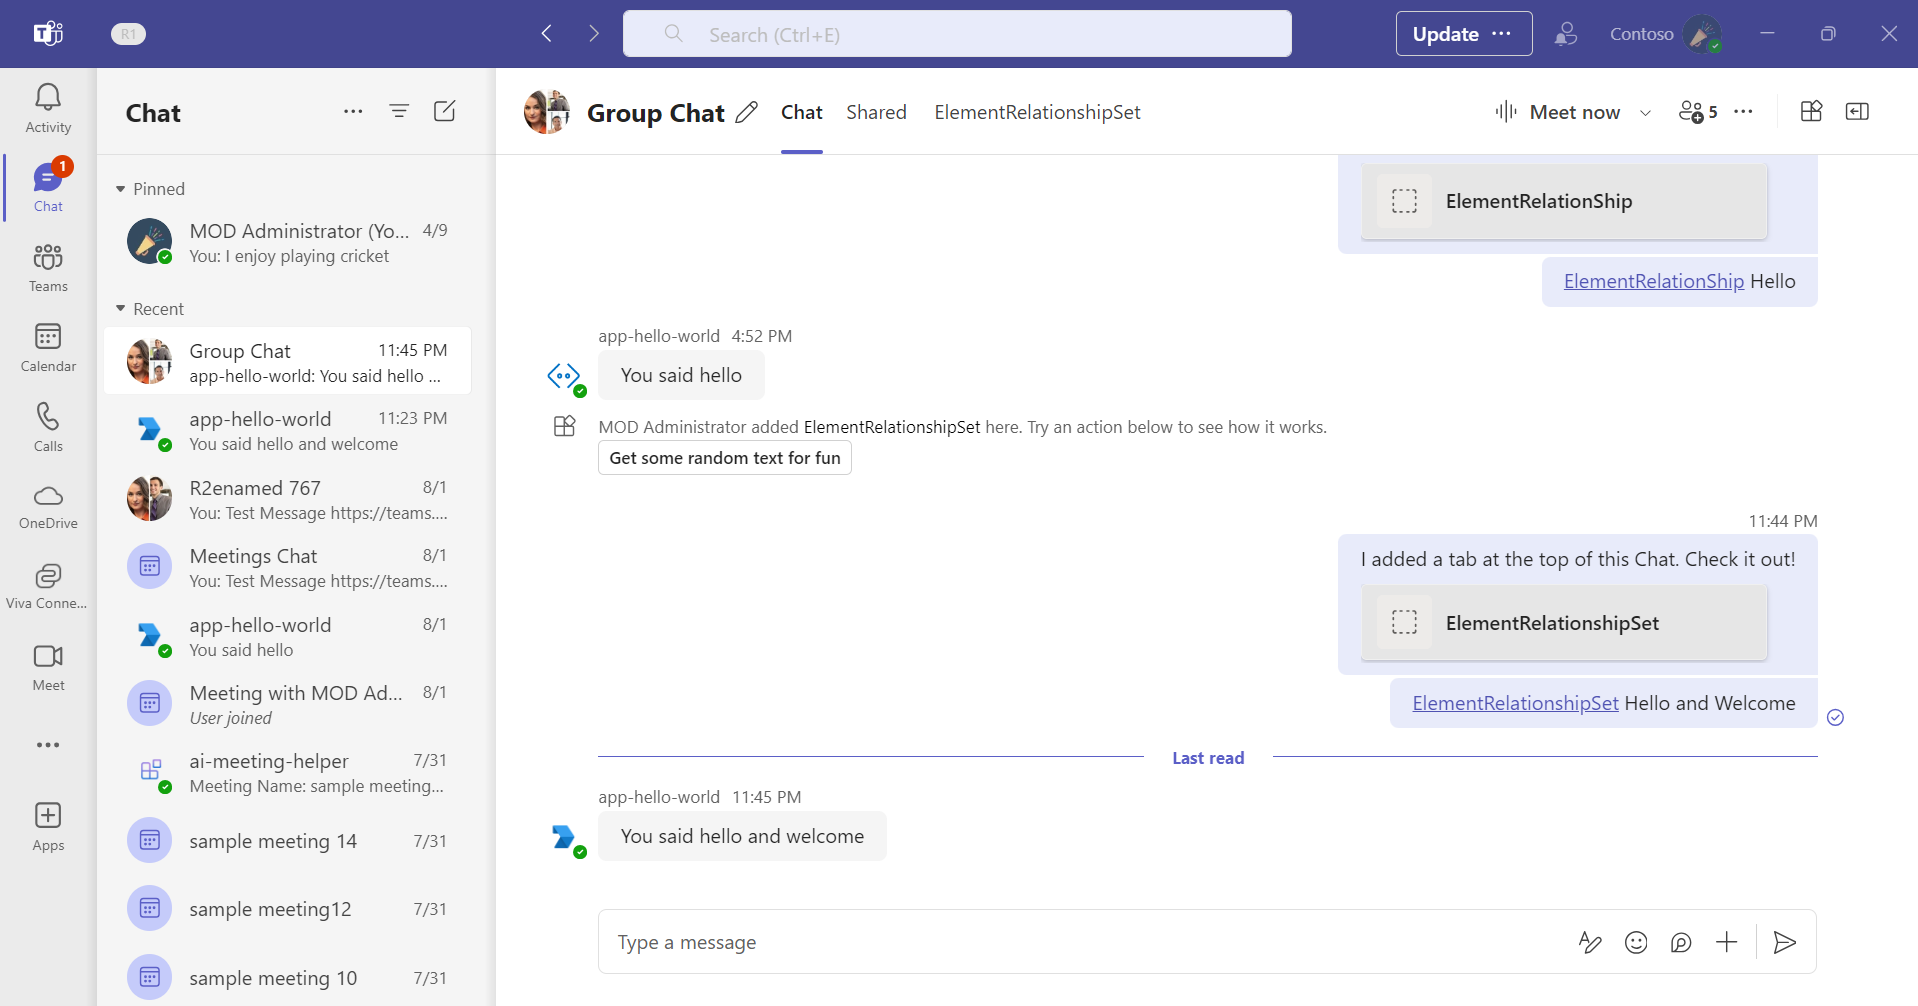 R1
Search (Ctrl+E)
Update ···
Contoso
Activity
1
Chat
Teams
Calendar
Calls
OneDrive
Viva Conne...
Meet
Apps
Chat
Pinned
MOD Administrator (Yo... 4/9
You: I enjoy playing cricket
Recent
Group Chat 11:45 PM
app-hello-world: You said hello ...
app-hello-world 11:23 PM
You said hello and welcome
R2enamed 767 8/1
You: Test Message https://teams....
Meetings Chat 8/1
You: Test Message https://teams....
app-hello-world 8/1
You said hello
Meeting with MOD Ad... 8/1
User joined
ai-meeting-helper 7/31
Meeting Name: sample meeting...
sample meeting 14 7/31
sample meeting12 7/31
sample meeting 10 7/31
Group Chat Chat Shared ElementRelationshipSet Meet now 5
ElementRelationShip
ElementRelationShip Hello
app-hello-world 4:52 PM
You said hello
MOD Administrator added ElementRelationshipSet here. Try an action below to see how it works.
Get some random text for fun
11:44 PM
I added a tab at the top of this Chat. Check it out!
ElementRelationshipSet
ElementRelationshipSet Hello and Welcome
Last read
app-hello-world 11:45 PM
You said hello and welcome
Type a message